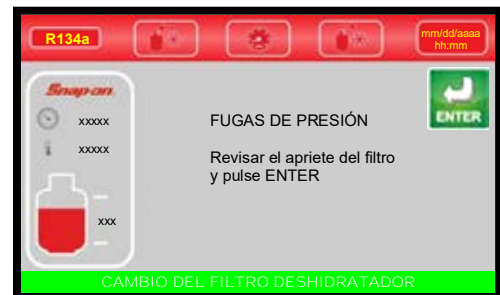 R134a
mm/dd/aaaa
hh:mm
Snap-on
ENTER
xxxxx
xxxxx
xxx
FUGAS DE PRESIÓN
Revisar el apriete del filtro
y pulse ENTER
CAMBIO DEL FILTRO DESHIDRATADOR